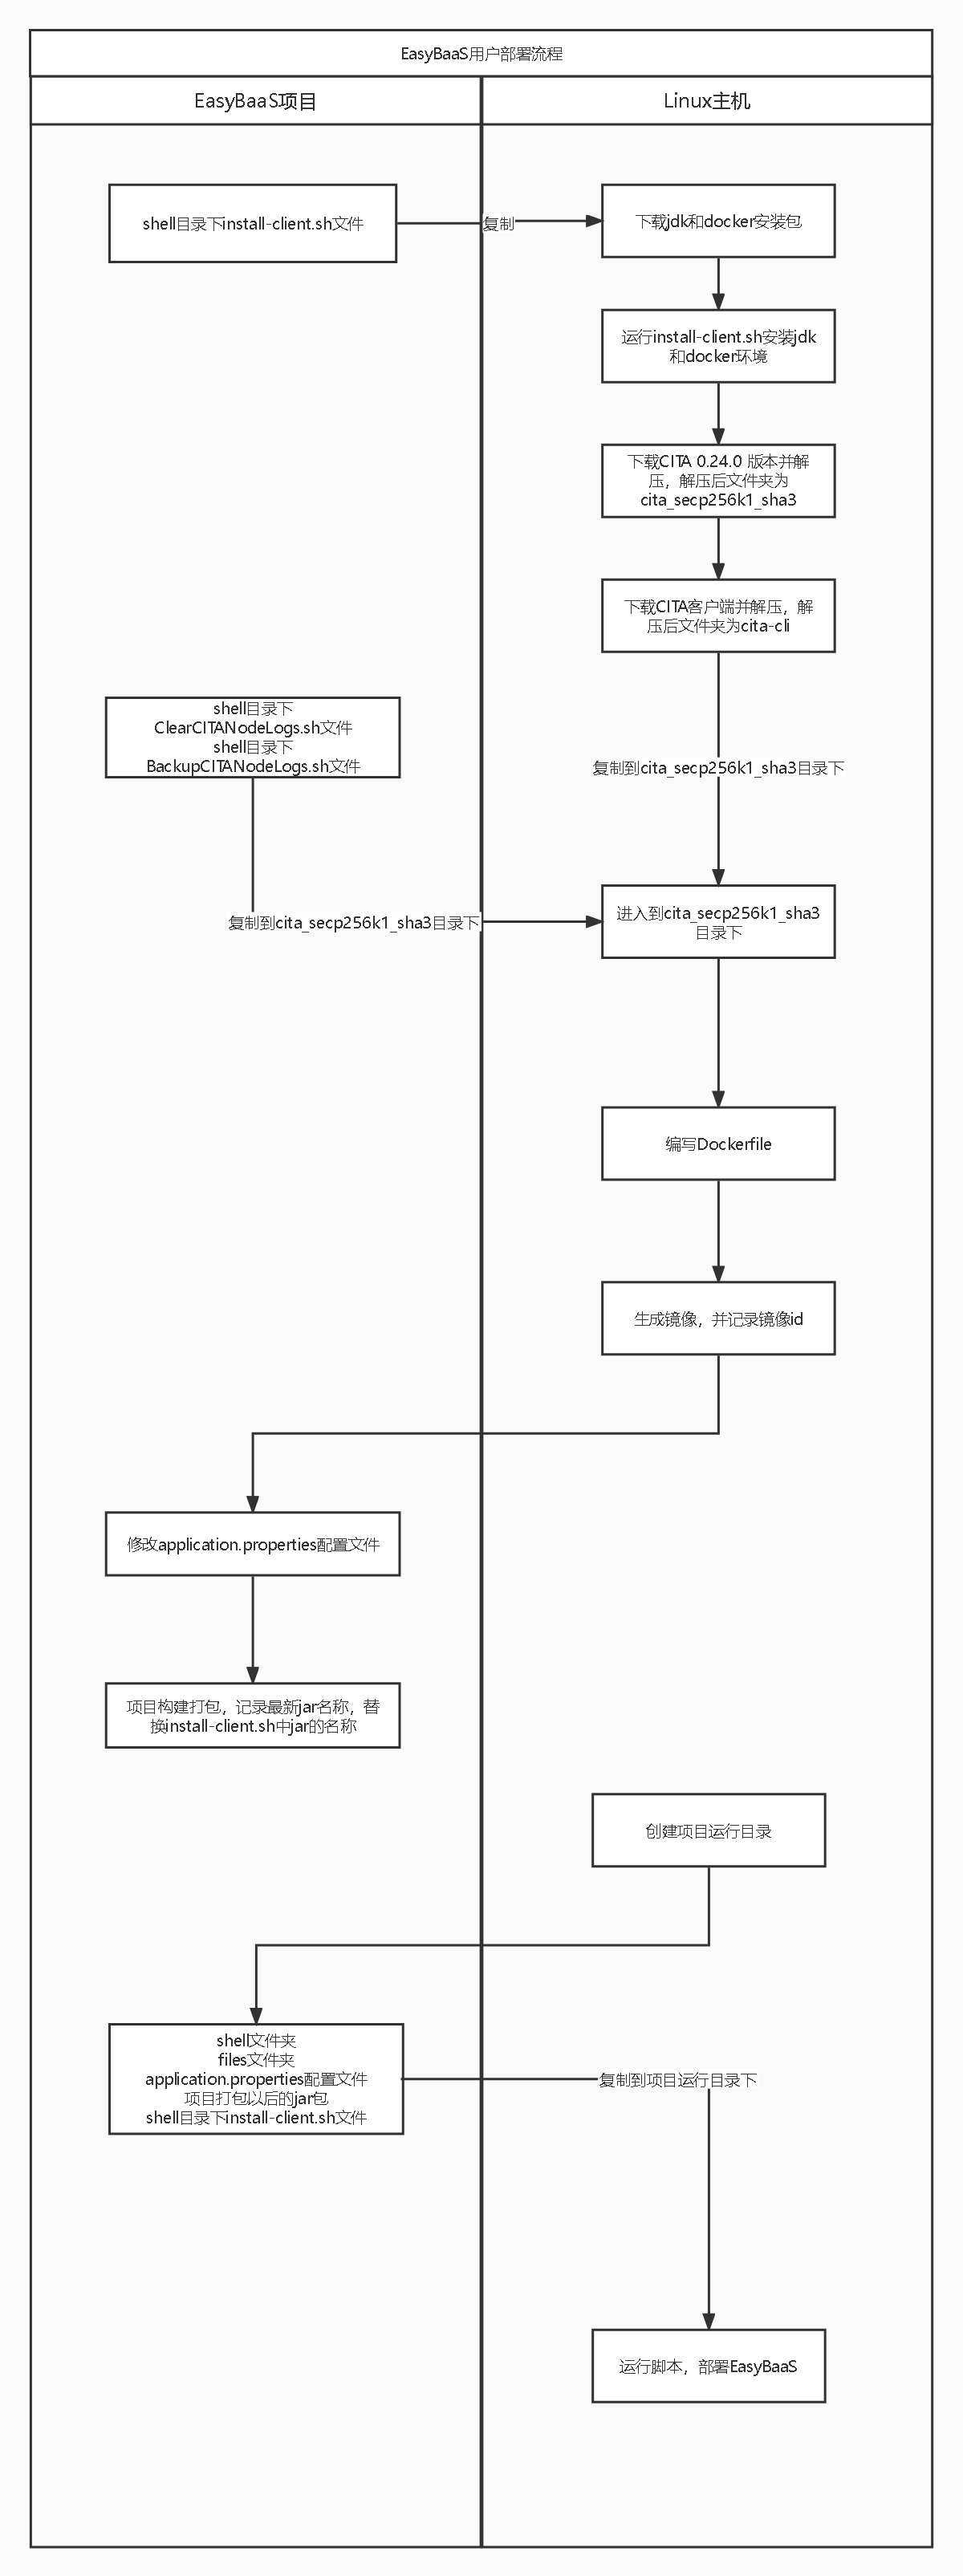 EasyBaaS用户部署流程
EasyBaaS项目
Linux主机
shell目录下install-client.sh文件
复制
下载jdk和docker安装包
运行install-client.sh安装jdk
和docker环境
下载CITA 0.24.0 版本并解
压，解压后文件夹为
cita_secp256k1_sha3
下载CITA客户端并解压，解
压后文件夹为cita-cli
shell目录下
ClearCITANodeLogs.sh文件
shell目录下
BackupCITANodeLogs.sh文件
复制到cita_secp256k1_sha3目录下
复制到cita_secp256k1_sha3目录下
进入到cita_secp256k1_sha3
目录下
编写Dockerfile
生成镜像，并记录镜像id
修改application.properties配置文件
项目构建打包，记录最新jar名称，替
换install-client.sh中jar的名称
创建项目运行目录
shell文件夹
files文件夹
application.properties配置文件
项目打包以后的jar包
shell目录下install-client.sh文件
复制到项目运行目录下
运行脚本，部署EasyBaaS